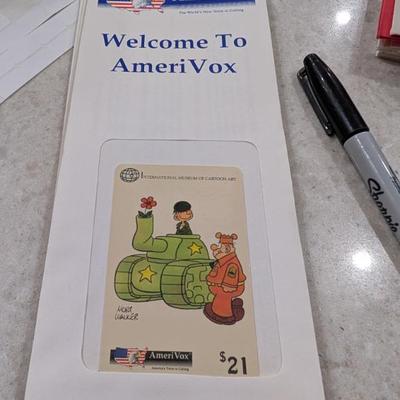 The World's New Voice in Calling
Welcome To
AmeriVox
INTERNATIONAL MUSEUM OF CARTOON ART
MORT
WALKER
AmeriVox
America's Voice in Calling
$21
Sharpie